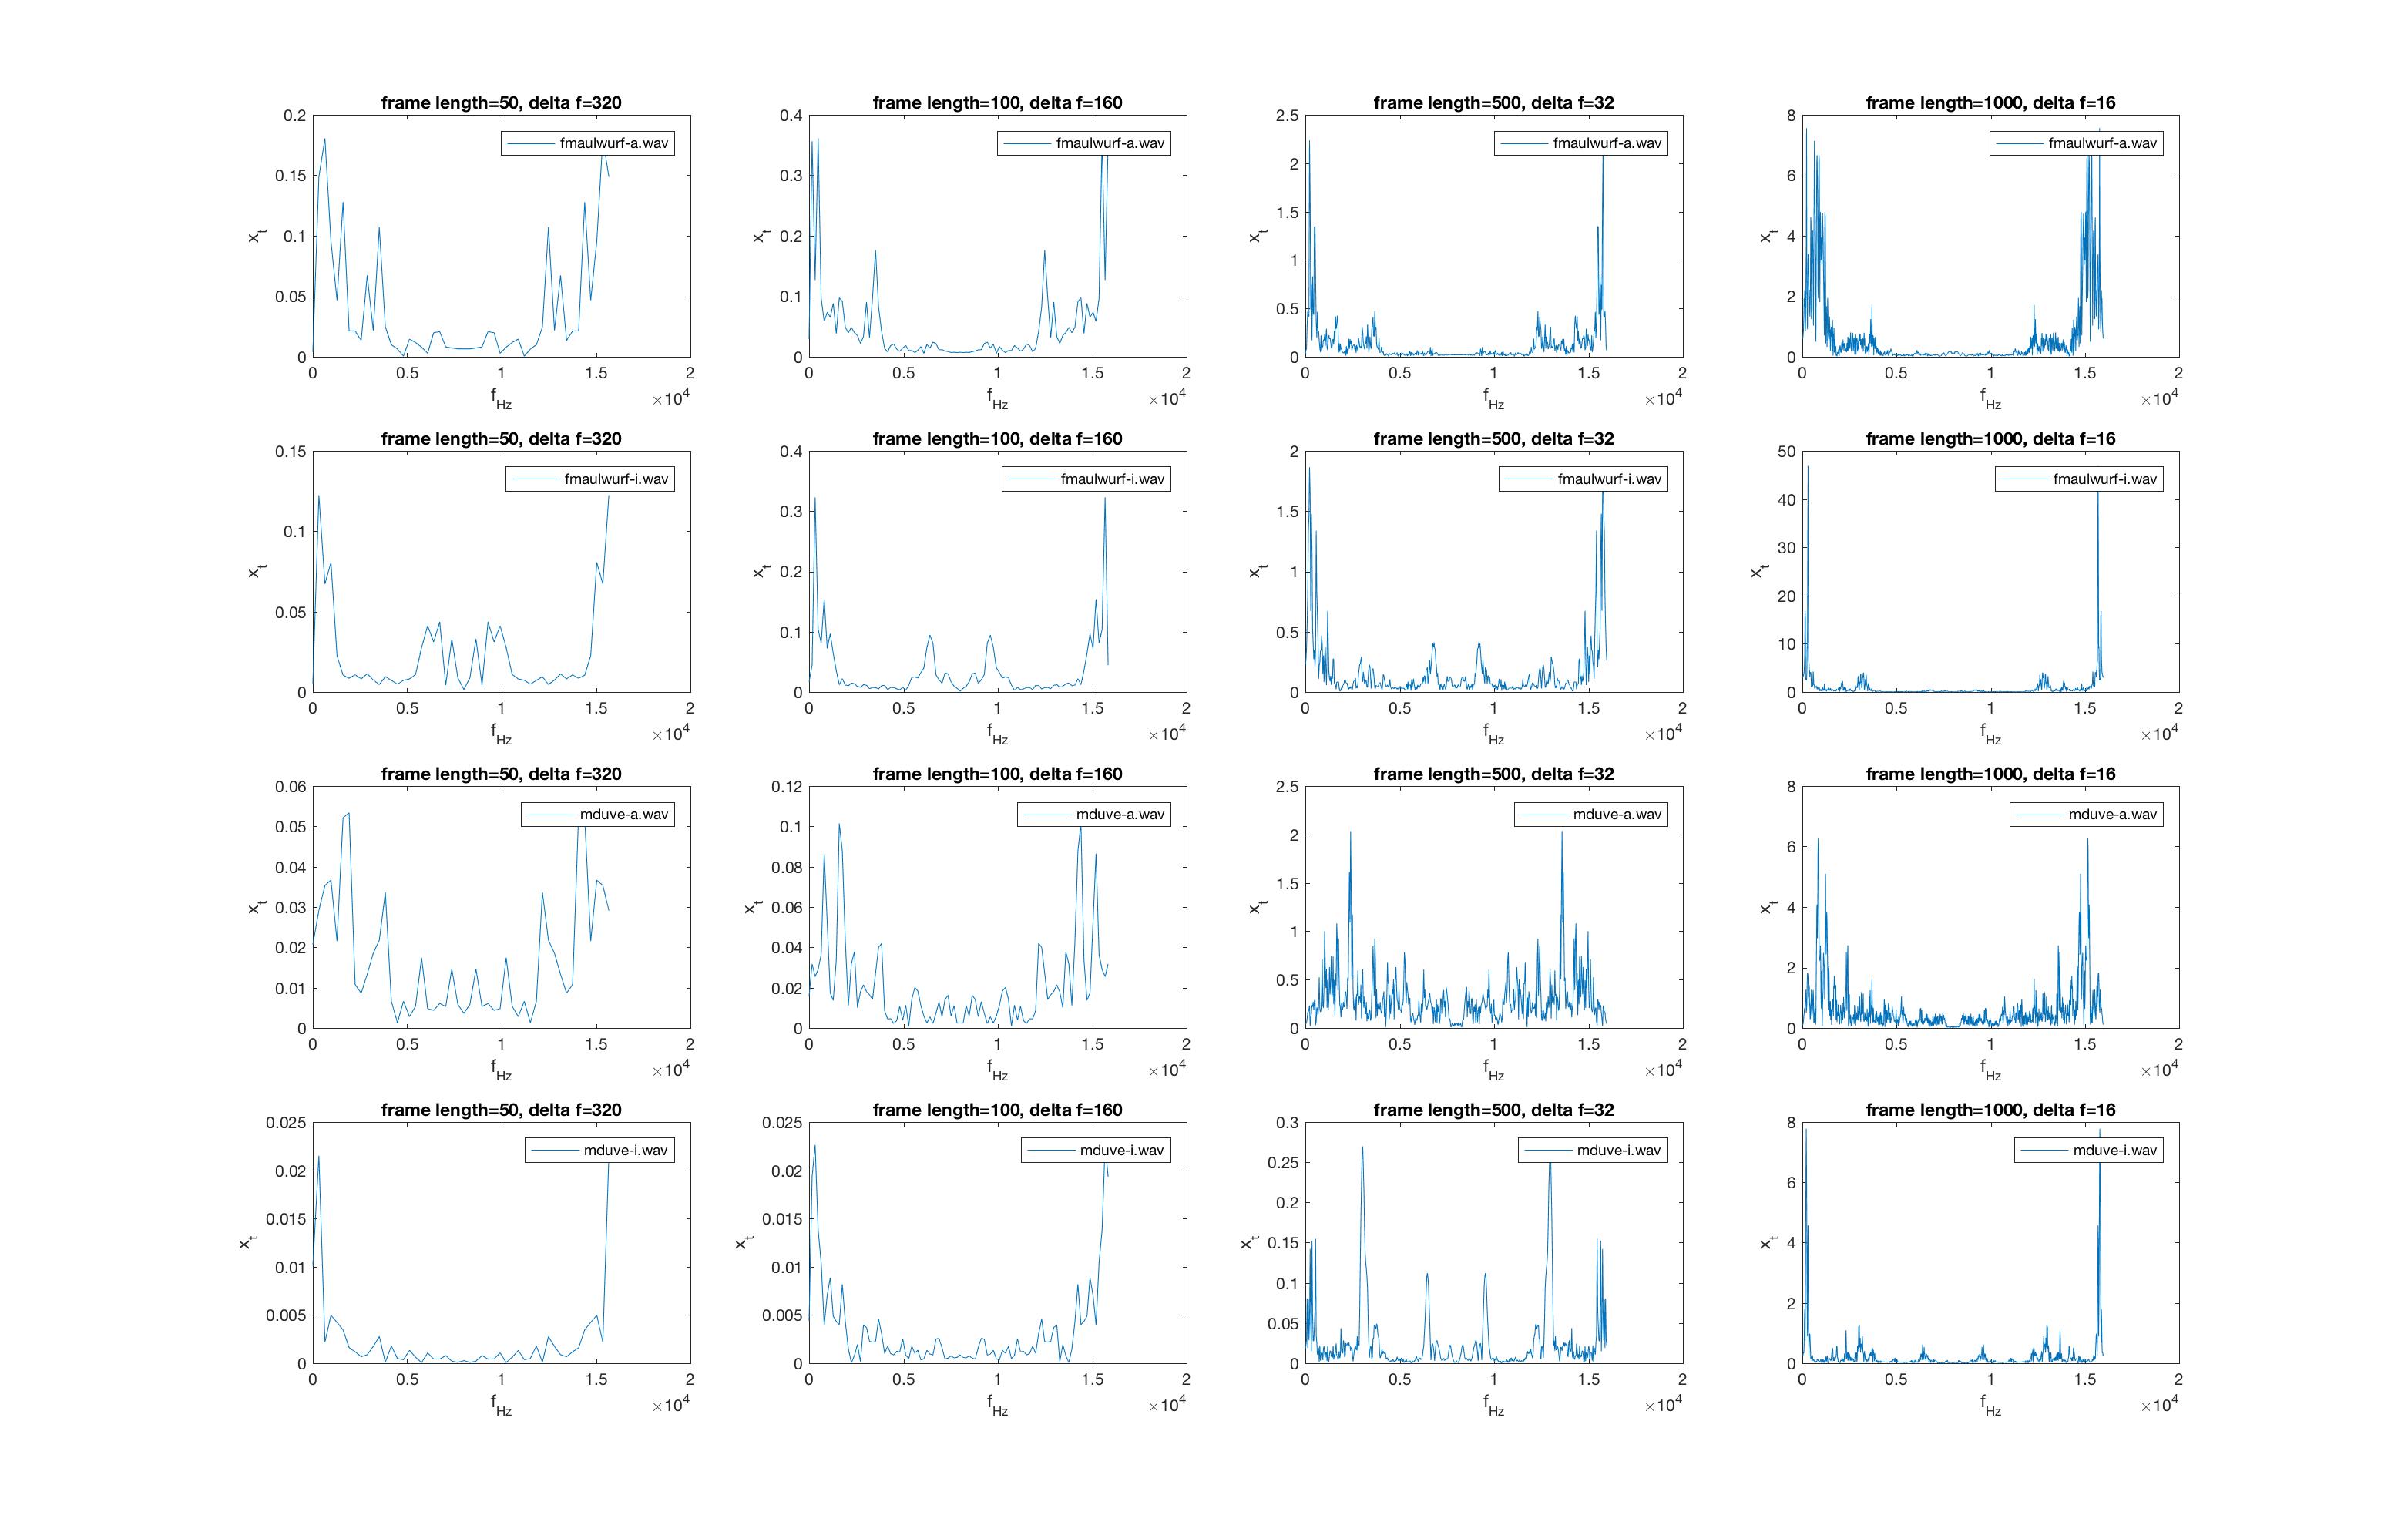 frame length=50, delta f=320
frame length=100, delta f=160
frame length=500, delta f=32
frame length=1000, delta f=16
0.2
0.15
0.1
0.05
0
x_t
fmaulwurf-a.wav
0 0.5 1 1.5 2
f_Hz
×10^4
0.4
0.3
0.2
0.1
0
x_t
fmaulwurf-a.wav
0 0.5 1 1.5 2
f_Hz
×10^4
2.5
2
1.5
1
0.5
0
x_t
fmaulwurf-a.wav
0 0.5 1 1.5 2
f_Hz
×10^4
8
6
4
2
0
x_t
fmaulwurf-a.wav
0 0.5 1 1.5 2
f_Hz
×10^4
frame length=50, delta f=320
frame length=100, delta f=160
frame length=500, delta f=32
frame length=1000, delta f=16
0.15
0.1
0.05
0
x_t
fmaulwurf-i.wav
0 0.5 1 1.5 2
f_Hz
×10^4
0.4
0.3
0.2
0.1
0
x_t
fmaulwurf-i.wav
0 0.5 1 1.5 2
f_Hz
×10^4
2
1.5
1
0.5
0
x_t
fmaulwurf-i.wav
0 0.5 1 1.5 2
f_Hz
×10^4
50
40
30
20
10
0
x_t
fmaulwurf-i.wav
0 0.5 1 1.5 2
f_Hz
×10^4
frame length=50, delta f=320
frame length=100, delta f=160
frame length=500, delta f=32
frame length=1000, delta f=16
0.06
0.05
0.04
0.03
0.02
0.01
0
x_t
mduve-a.wav
0 0.5 1 1.5 2
f_Hz
×10^4
0.12
0.1
0.08
0.06
0.04
0.02
0
x_t
mduve-a.wav
0 0.5 1 1.5 2
f_Hz
×10^4
2.5
2
1.5
1
0.5
0
x_t
mduve-a.wav
0 0.5 1 1.5 2
f_Hz
×10^4
8
6
4
2
0
x_t
mduve-a.wav
0 0.5 1 1.5 2
f_Hz
×10^4
frame length=50, delta f=320
frame length=100, delta f=160
frame length=500, delta f=32
frame length=1000, delta f=16
0.025
0.02
0.015
0.01
0.005
0
x_t
mduve-i.wav
0 0.5 1 1.5 2
f_Hz
×10^4
0.025
0.02
0.015
0.01
0.005
0
x_t
mduve-i.wav
0 0.5 1 1.5 2
f_Hz
×10^4
0.3
0.25
0.2
0.15
0.1
0.05
0
x_t
mduve-i.wav
0 0.5 1 1.5 2
f_Hz
×10^4
8
6
4
2
0
x_t
mduve-i.wav
0 0.5 1 1.5 2
f_Hz
×10^4